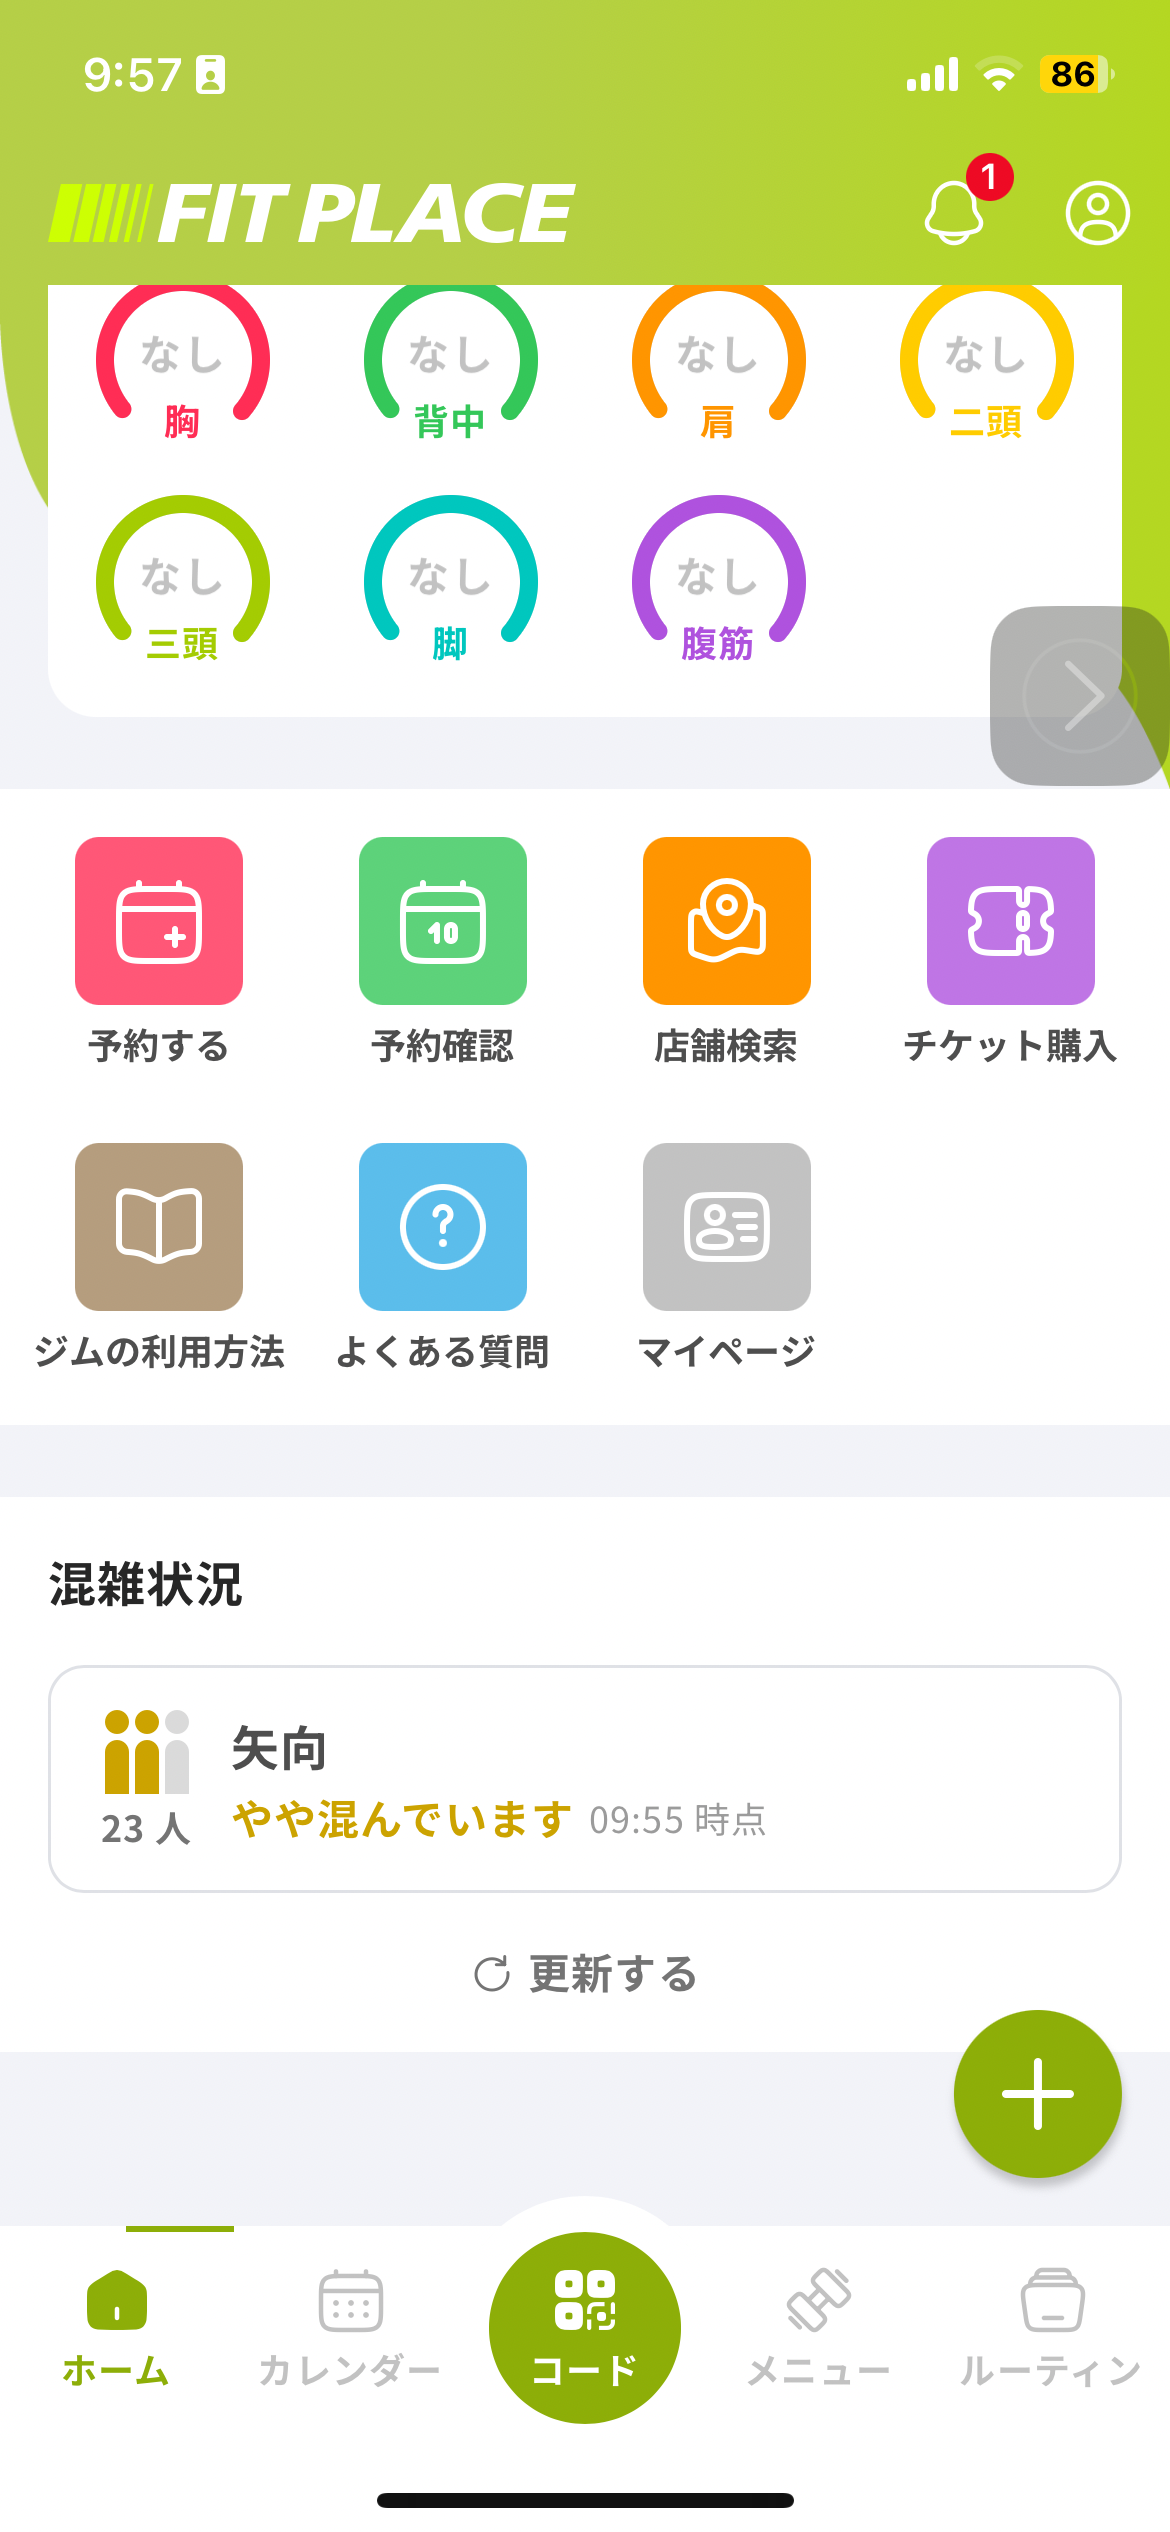 9:57
86
FIT PLACE
1
なし なし なし なし
胸 背中 肩 二頭
なし なし なし
三頭 脚 腹筋
10
予約する 予約確認 店舗検索 チケット購入
?
ジムの利用方法 よくある質問 マイページ
混雑状況
矢向
やや混んでいます 09:55 時点
23 人
更新する
ホーム カレンダー コード メニュー ルーティン